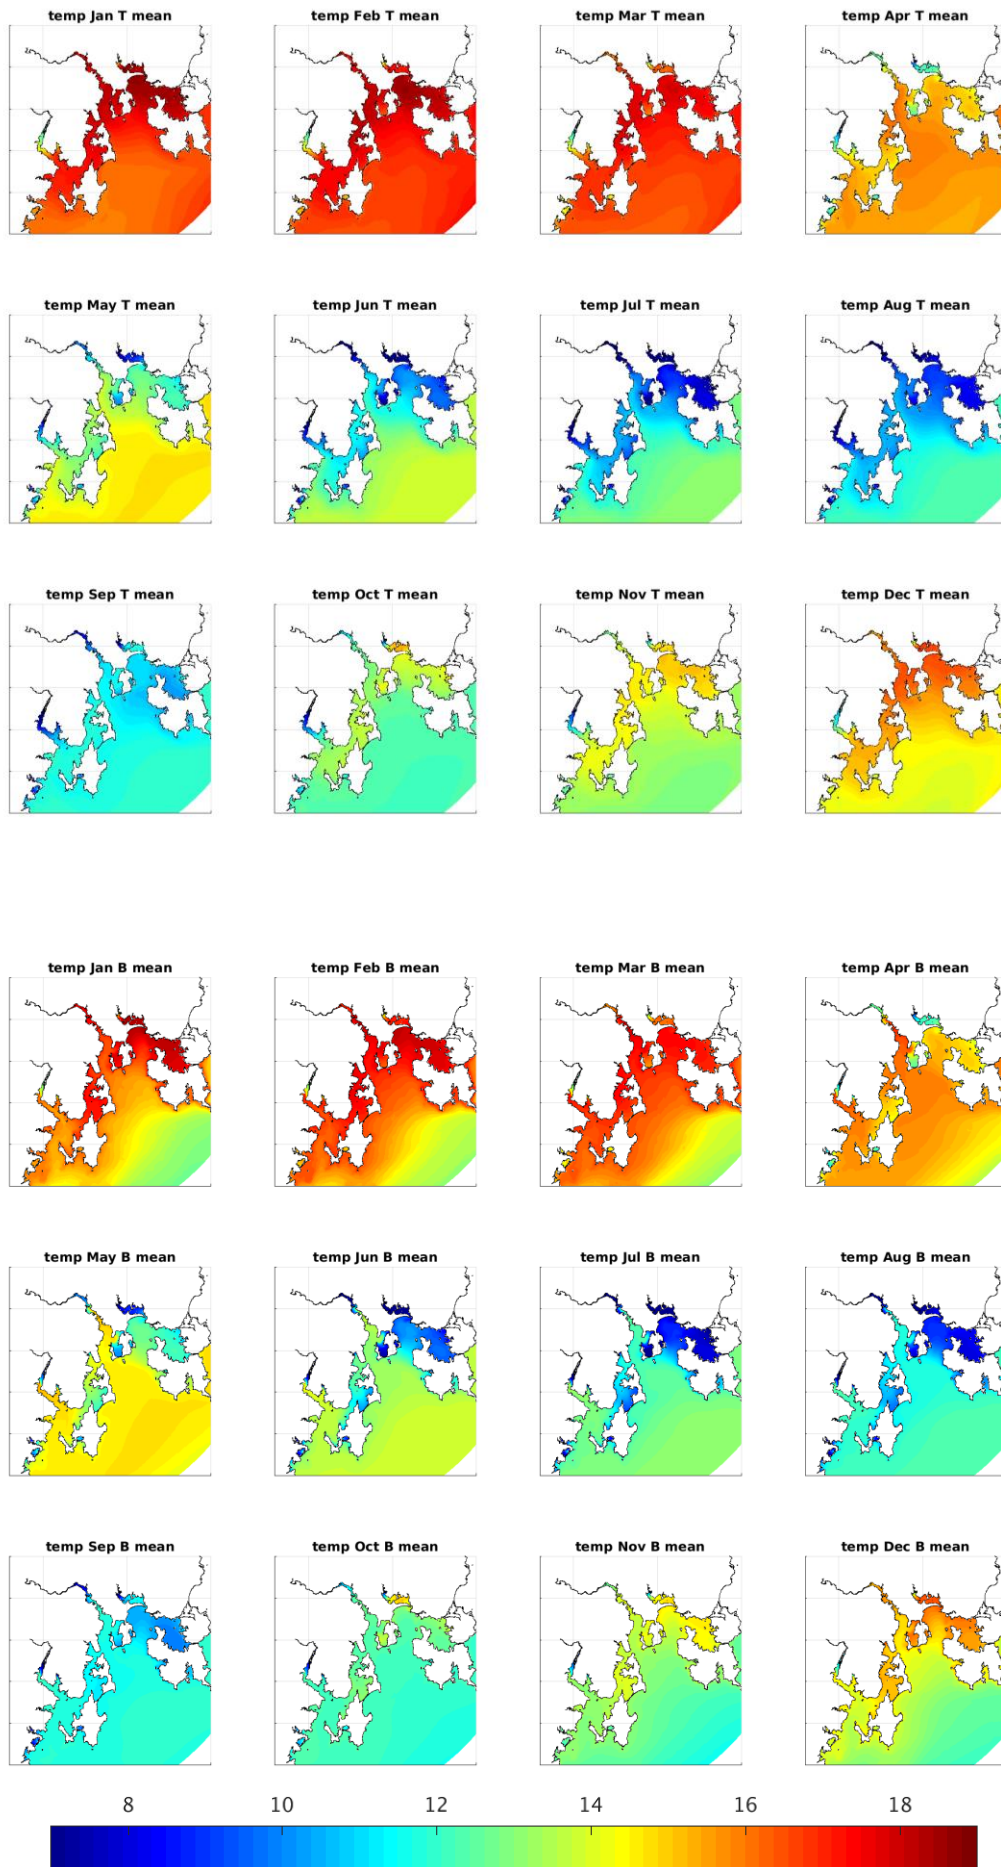 temp Jan T mean temp Feb T mean temp Mar T mean temp Apr T mean
temp May T mean temp Jun T mean temp Jul T mean temp Aug T mean
temp Sep T mean temp Oct T mean temp Nov T mean temp Dec T mean
temp Jan B mean temp Feb B mean temp Mar B mean temp Apr B mean
temp May B mean temp Jun B mean temp Jul B mean temp Aug B mean
temp Sep B mean temp Oct B mean temp Nov B mean temp Dec B mean
8 10 12 14 16 18